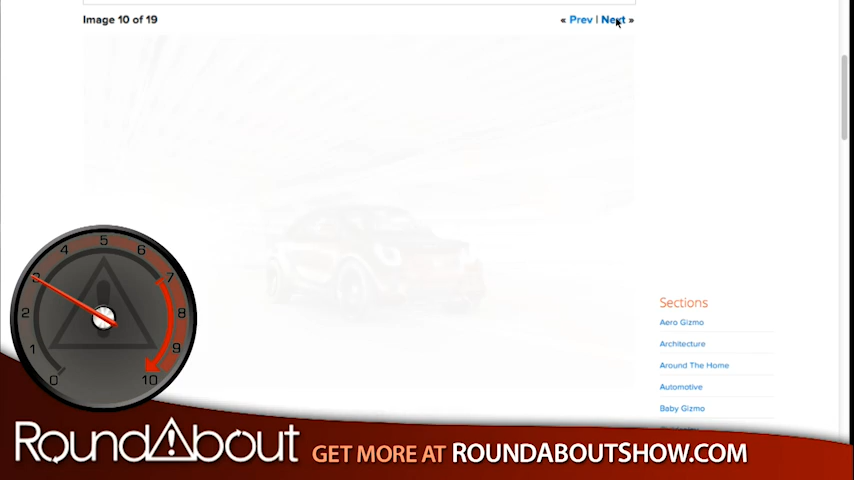 Image 10 of 19
« Prev | Next »
Sections
Aero Gizmo
Architecture
Around The Home
Automotive
Baby Gizmo
0
1
2
3
4
5
6
7
8
9
10
RoundAbout
GET MORE AT ROUNDABOUTSHOW.COM